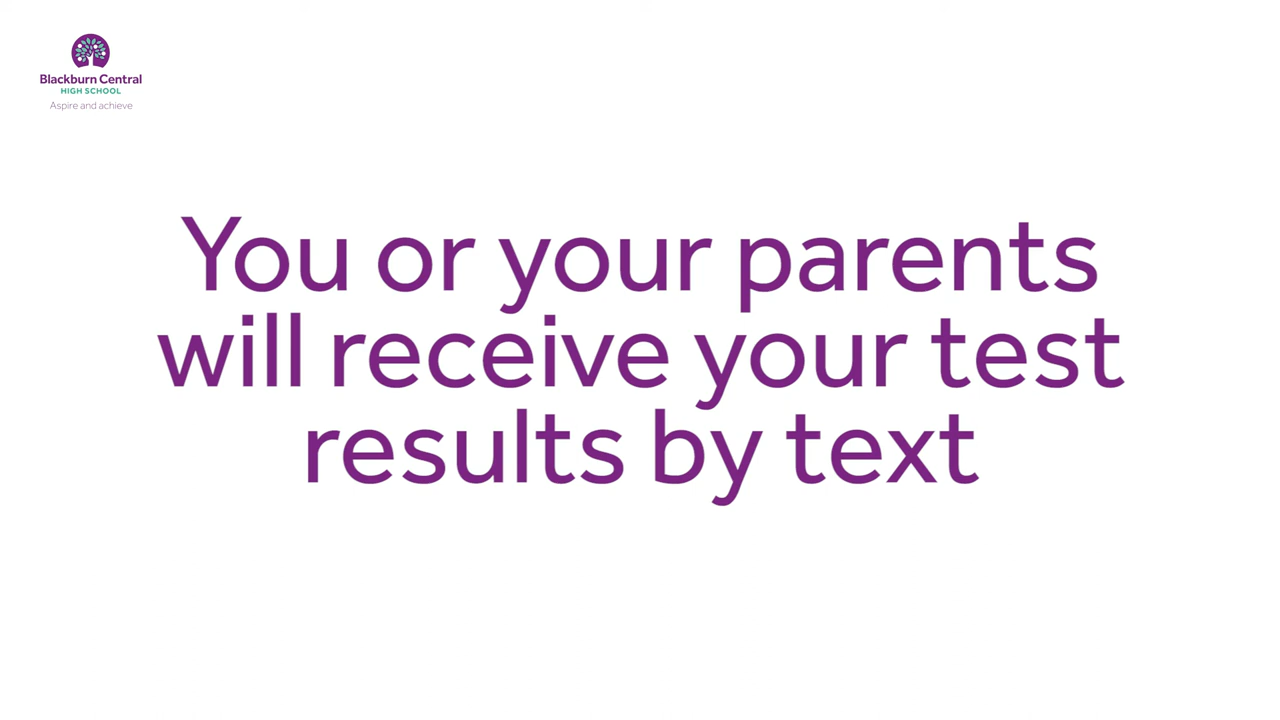 Blackburn Central
HIGH SCHOOL
Aspire and achieve
You or your parents
will receive your test
results by text